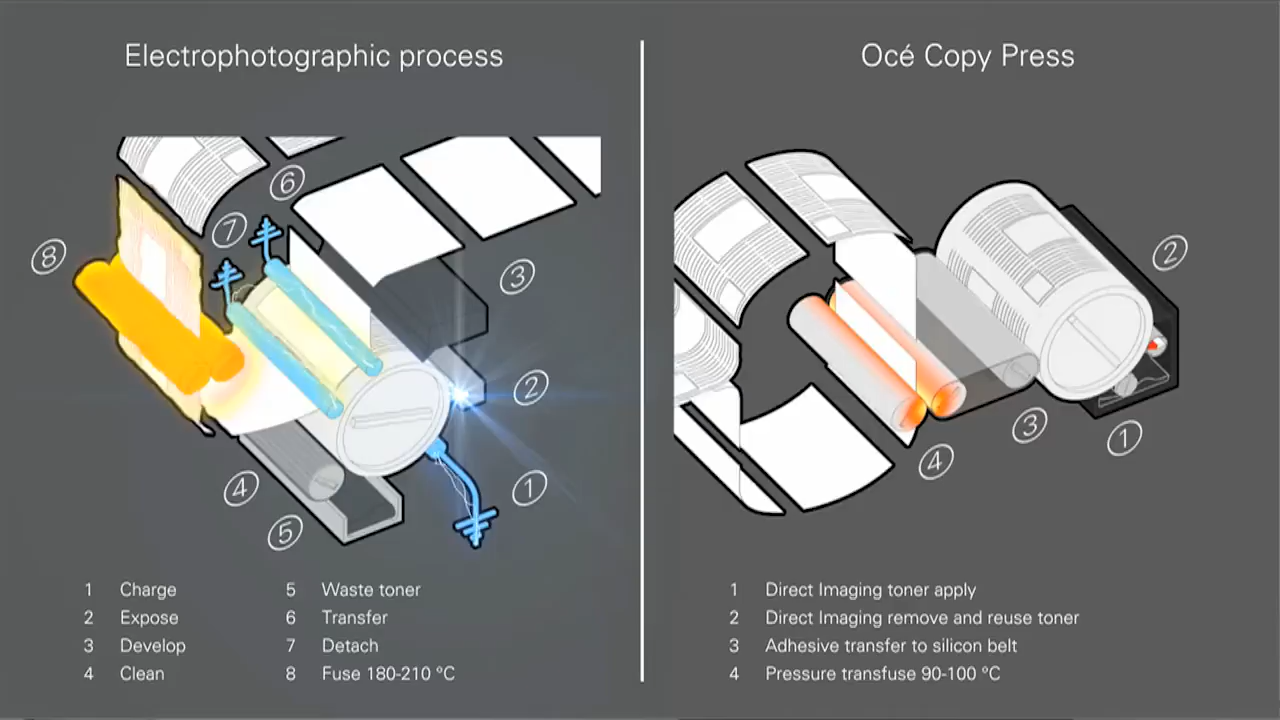 Electrophotographic process
⑥
⑦
⑧
③
②
①
④
⑤
1 Charge
2 Expose
3 Develop
4 Clean
5 Waste toner
6 Transfer
7 Detach
8 Fuse 180-210 ºC
Océ Copy Press
②
③
①
④
1 Direct Imaging toner apply
2 Direct Imaging remove and reuse toner
3 Adhesive transfer to silicon belt
4 Pressure transfuse 90-100 ºC